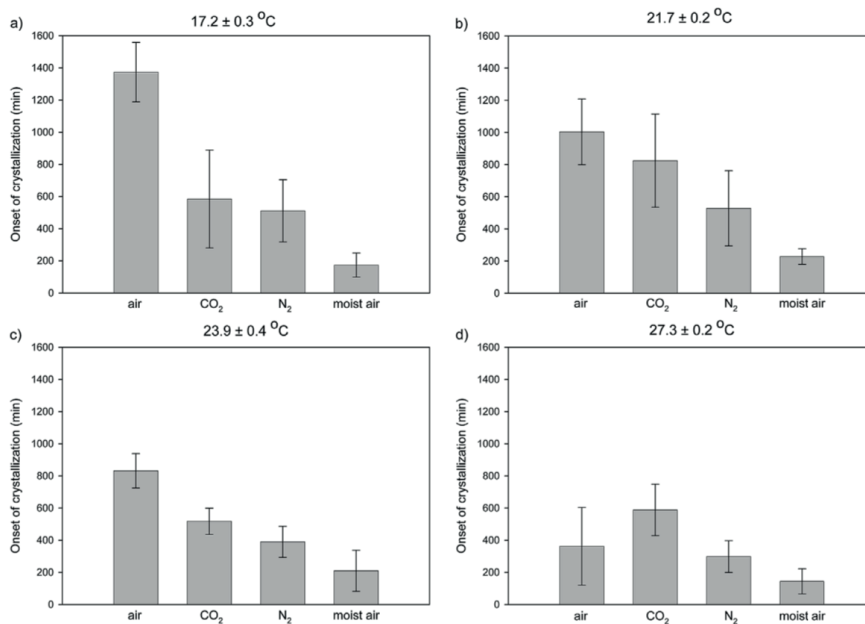 a)
17.2 ± 0.3 °C
Onset of crystallization (min)
1600
1400
1200
1000
800
600
400
200
0
air CO₂ N₂ moist air
b)
21.7 ± 0.2 °C
Onset of crystallization (min)
1600
1400
1200
1000
800
600
400
200
0
air CO₂ N₂ moist air
c)
23.9 ± 0.4 °C
Onset of crystallization (min)
1600
1400
1200
1000
800
600
400
200
0
air CO₂ N₂ moist air
d)
27.3 ± 0.2 °C
Onset of crystallization (min)
1600
1400
1200
1000
800
600
400
200
0
air CO₂ N₂ moist air